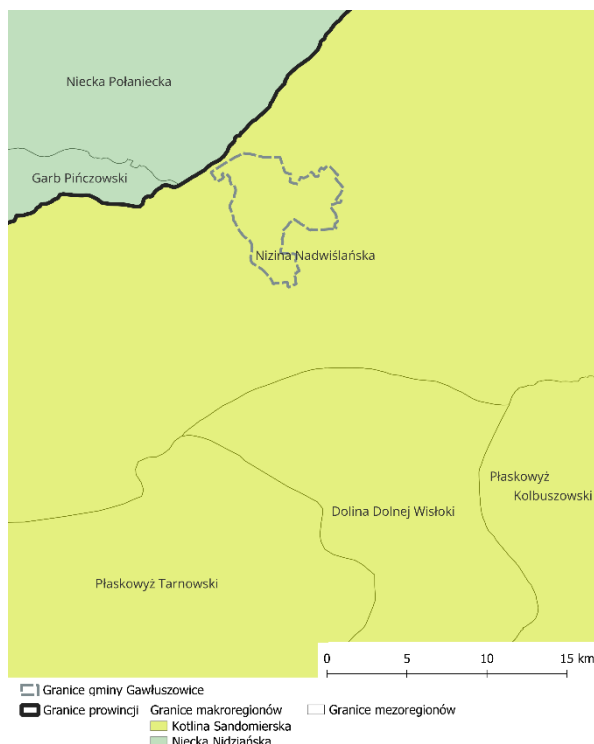 Niecka Połaniecka
Garb Pińczowski
Nizina Nadwiślańska
Płaskowyż
Kolbuszowski
Dolina Dolnej Wisłoki
Płaskowyż Tarnowski
0 5 10 15 km
Granice gminy Gawłuszowice
Granice prowincji Granice makroregionów Granice mezoregionów
Kotlina Sandomierska
Niecka Nidziańska